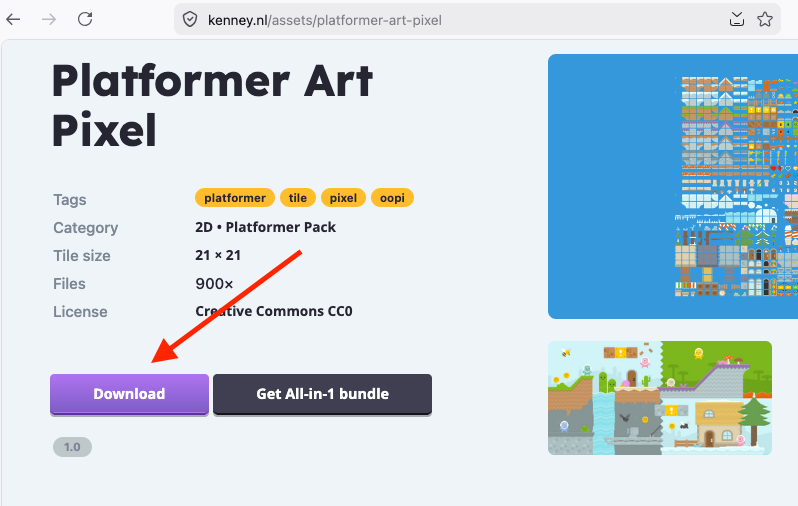 kenney.nl/assets/platformer-art-pixel
Platformer Art
Pixel
Tags platformer tile pixel oopi
Category 2D • Platformer Pack
Tile size 21 × 21
Files 900×
License Creative Commons CC0
Download Get All-in-1 bundle
1.0